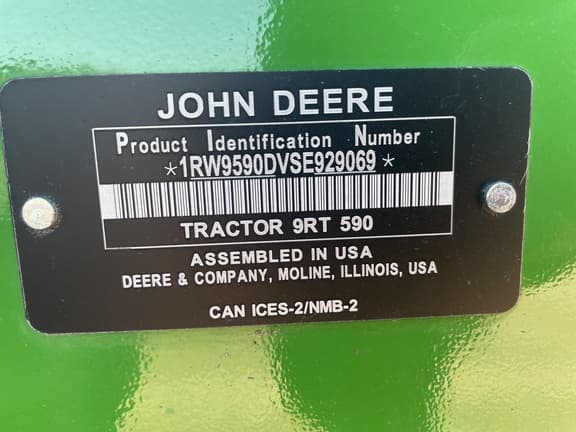 JOHN DEERE
Product Identification Number
*1RW9590DVSE929069*
TRACTOR 9RT 590
ASSEMBLED IN USA
DEERE & COMPANY, MOLINE, ILLINOIS, USA
CAN ICES-2/NMB-2